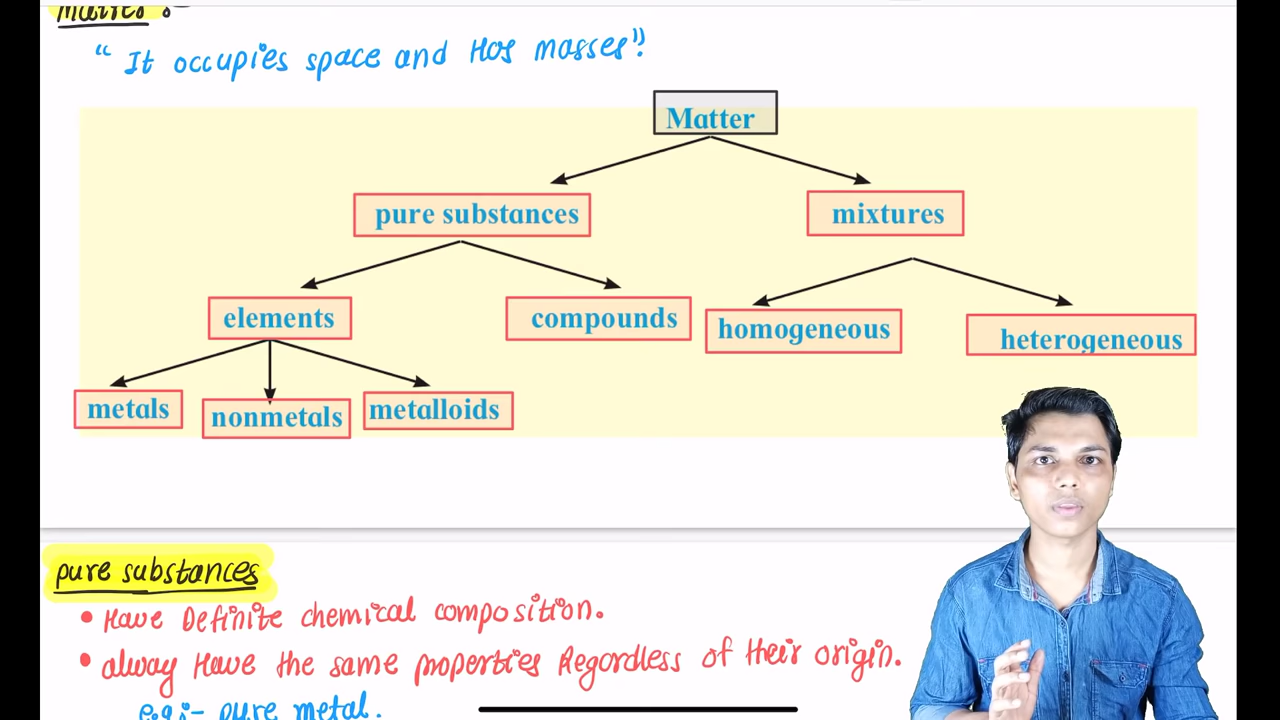 Matter :-
“ It occupies space and Has masses”?
Matter
pure substances
mixtures
elements
compounds
homogeneous
heterogeneous
metals
nonmetals
metalloids
pure substances
• Have Definite chemical composition.
• alway Have the same properties Regardless of their origin.
e.g:- pure metal.